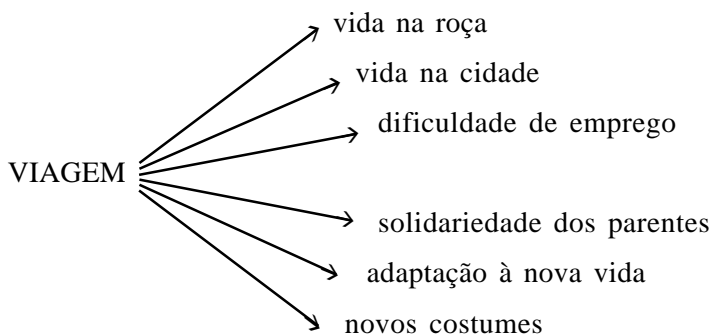 vida na roça
vida na cidade
dificuldade de emprego
VIAGEM
solidariedade dos parentes
adaptação à nova vida
novos costumes